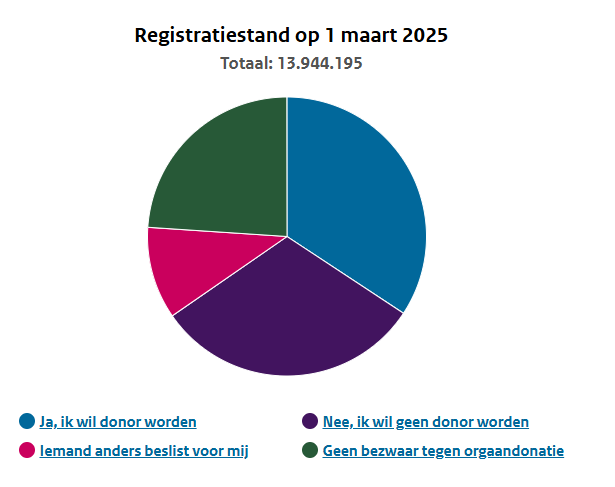 Registratiestand op 1 maart 2025
Totaal: 13.944.195
Ja, ik wil donor worden
Nee, ik wil geen donor worden
Iemand anders beslist voor mij
Geen bezwaar tegen orgaandonatie